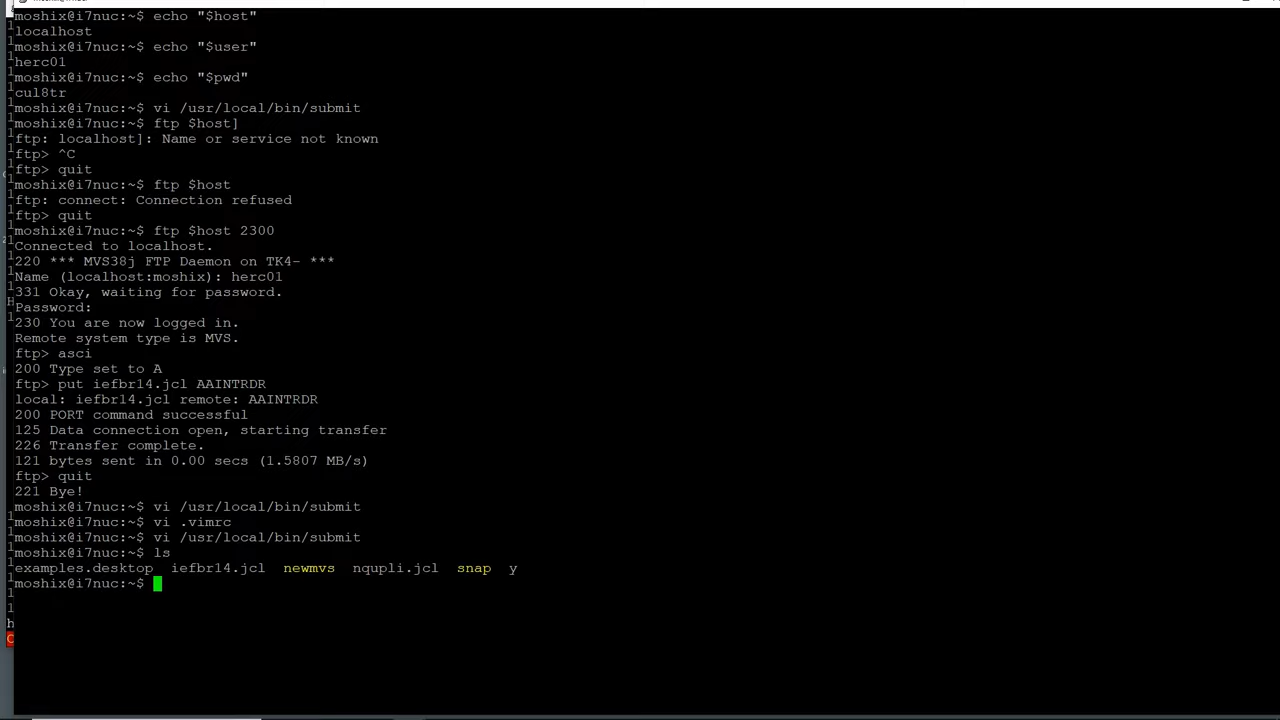 moshix@i7nuc:~$ echo "$host"
localhost
moshix@i7nuc:~$ echo "$user"
herc01
moshix@i7nuc:~$ echo "$pwd"
cul8tr
moshix@i7nuc:~$ vi /usr/local/bin/submit
moshix@i7nuc:~$ ftp $host]
ftp: localhost]: Name or service not known
ftp> ^C
ftp> quit
moshix@i7nuc:~$ ftp $host
ftp: connect: Connection refused
ftp> quit
moshix@i7nuc:~$ ftp $host 2300
Connected to localhost.
220 *** MVS38j FTP Daemon on TK4- ***
Name (localhost:moshix): herc01
331 Okay, waiting for password.
Password:
230 You are now logged in.
Remote system type is MVS.
ftp> asci
200 Type set to A
ftp> put iefbr14.jcl AAINTRDR
local: iefbr14.jcl remote: AAINTRDR
200 PORT command successful
125 Data connection open, starting transfer
226 Transfer complete.
121 bytes sent in 0.00 secs (1.5807 MB/s)
ftp> quit
221 Bye!
moshix@i7nuc:~$ vi /usr/local/bin/submit
moshix@i7nuc:~$ vi .vimrc
moshix@i7nuc:~$ vi /usr/local/bin/submit
moshix@i7nuc:~$ ls
examples.desktop iefbr14.jcl newmvs nqupli.jcl snap y
moshix@i7nuc:~$